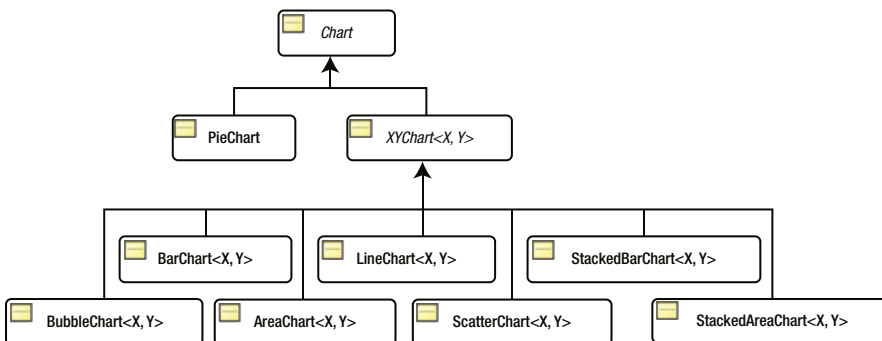 Chart
PieChart
XYChart<X, Y>
BarChart<X, Y>
LineChart<X, Y>
StackedBarChart<X, Y>
BubbleChart<X, Y>
AreaChart<X, Y>
ScatterChart<X, Y>
StackedAreaChart<X, Y>